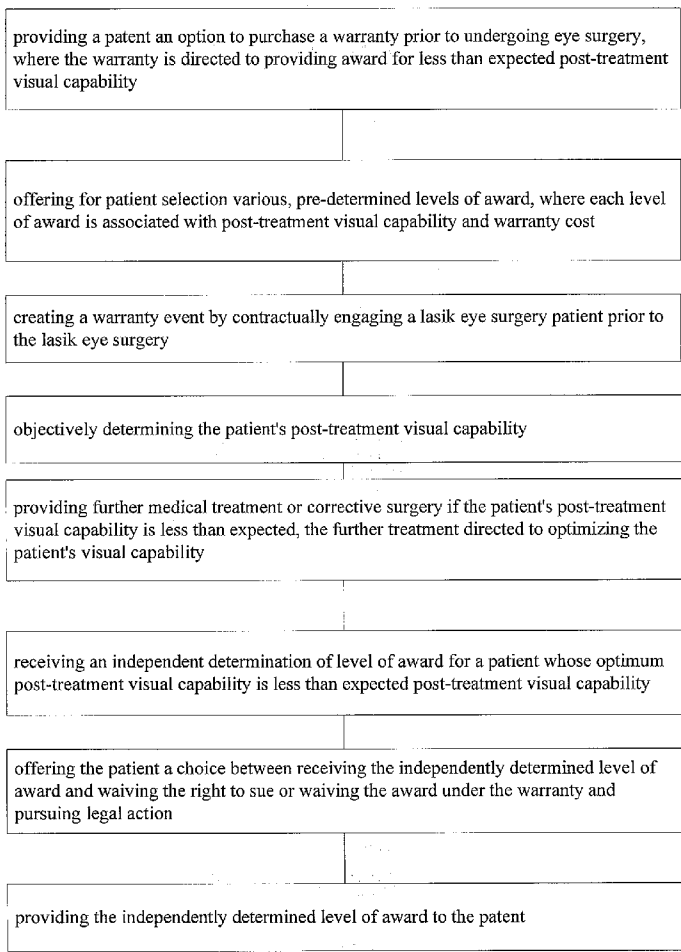 providing a patent an option to purchase a warranty prior to undergoing eye surgery,
where the warranty is directed to providing award for less than expected post-treatment
visual capability
offering for patient selection various, pre-determined levels of award, where each level
of award is associated with post-treatment visual capability and warranty cost
creating a warranty event by contractually engaging a lasik eye surgery patient prior to
the lasik eye surgery
objectively determining the patient's post-treatment visual capability
providing further medical treatment or corrective surgery if the patient's post-treatment
visual capability is less than expected, the further treatment directed to optimizing the
patient's visual capability
receiving an independent determination of level of award for a patient whose optimum
post-treatment visual capability is less than expected post-treatment visual capability
offering the patient a choice between receiving the independently determined level of
award and waiving the right to sue or waiving the award under the warranty and
pursuing legal action
providing the independently determined level of award to the patent